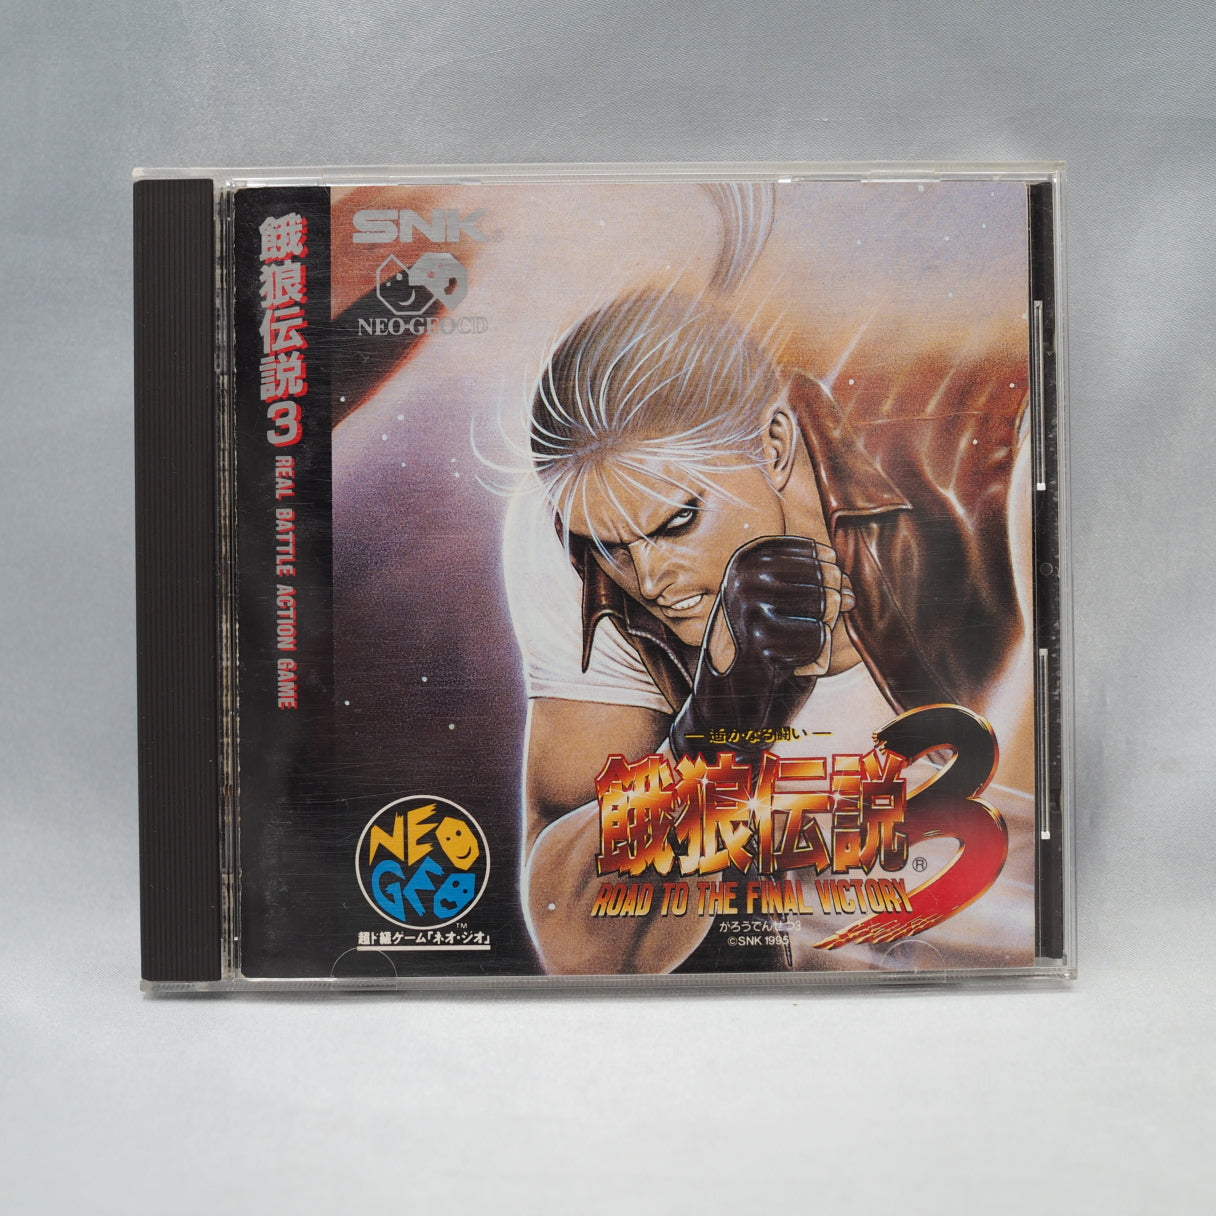 餓狼伝説3 REAL BATTLE ACTION GAME
SNK®
NEO·GEO CD
NEO
GEO
TM
超ド級ゲーム「ネオ・ジオ」
― 遥かなる闘い ―
餓狼伝説3®
ROAD TO THE FINAL VICTORY
がろうでんせつ3
©SNK 1995